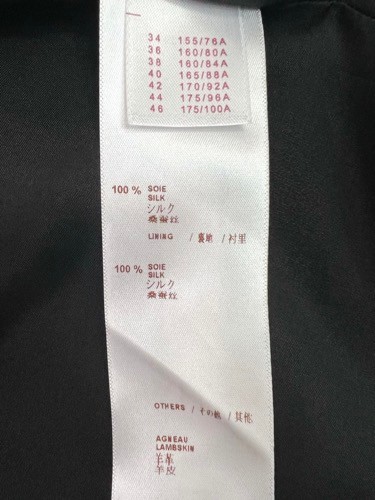 34 155/76A
36 160/80A
38 160/84A
40 165/88A
42 170/92A
44 175/96A
46 175/100A
100 % SOIE
SILK
シルク
桑蚕丝
LINING / 裏地 / 衬里
100 % SOIE
SILK
シルク
桑蚕丝
OTHERS / その他 / 其他
AGNEAU
LAMBSKIN
羊革
羊皮